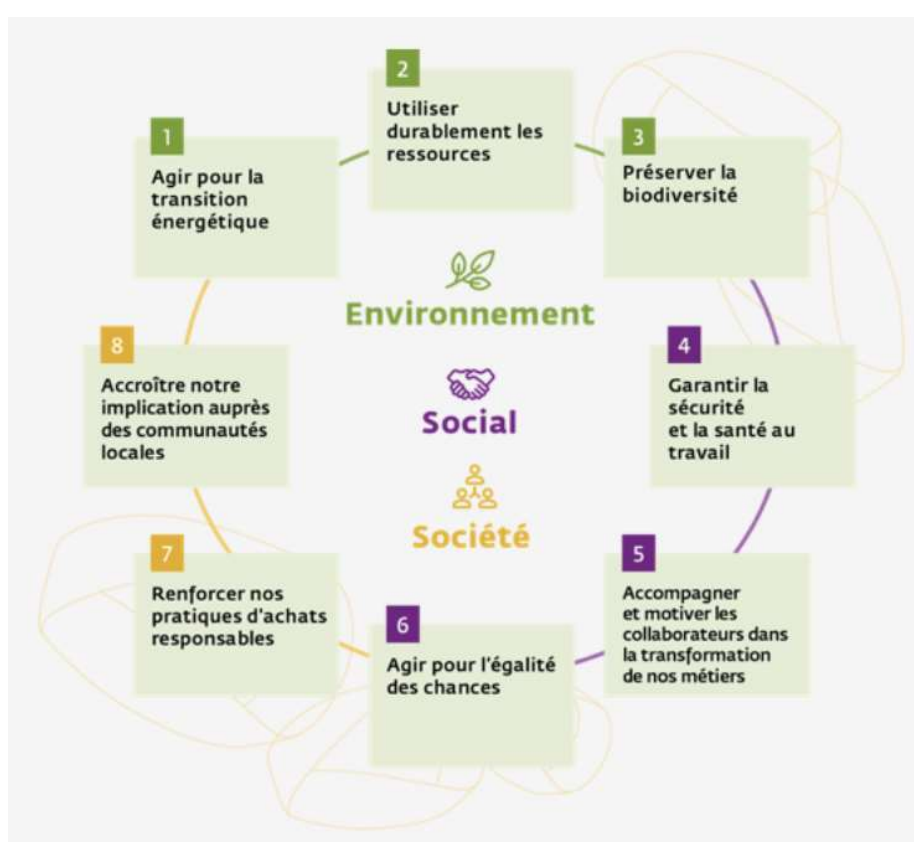 1
Agir pour la
transition
énergétique
2
Utiliser
durablement les
ressources
3
Préserver la
biodiversité
4
Garantir la
sécurité
et la santé au
travail
5
Accompagner
et motiver les
collaborateurs dans
la transformation
de nos métiers
6
Agir pour l'égalité
des chances
7
Renforcer nos
pratiques d'achats
responsables
8
Accroître notre
implication auprès
des communautés
locales
Environnement
Social
Société